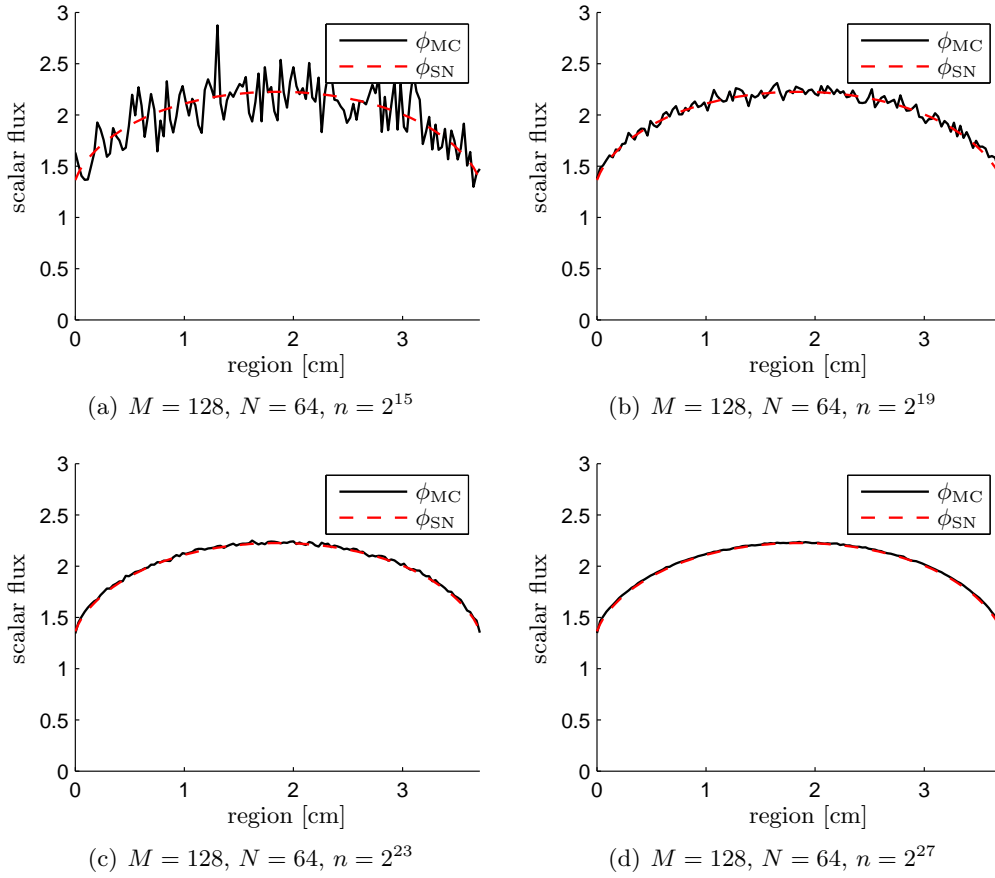 3
2.5
2
1.5
1
0.5
0
scalar flux
0 1 2 3
region [cm]
ϕMC
ϕSN
(a) M = 128, N = 64, n = 2^15
3
2.5
2
1.5
1
0.5
0
scalar flux
0 1 2 3
region [cm]
ϕMC
ϕSN
(b) M = 128, N = 64, n = 2^19
3
2.5
2
1.5
1
0.5
0
scalar flux
0 1 2 3
region [cm]
ϕMC
ϕSN
(c) M = 128, N = 64, n = 2^23
3
2.5
2
1.5
1
0.5
0
scalar flux
0 1 2 3
region [cm]
ϕMC
ϕSN
(d) M = 128, N = 64, n = 2^27